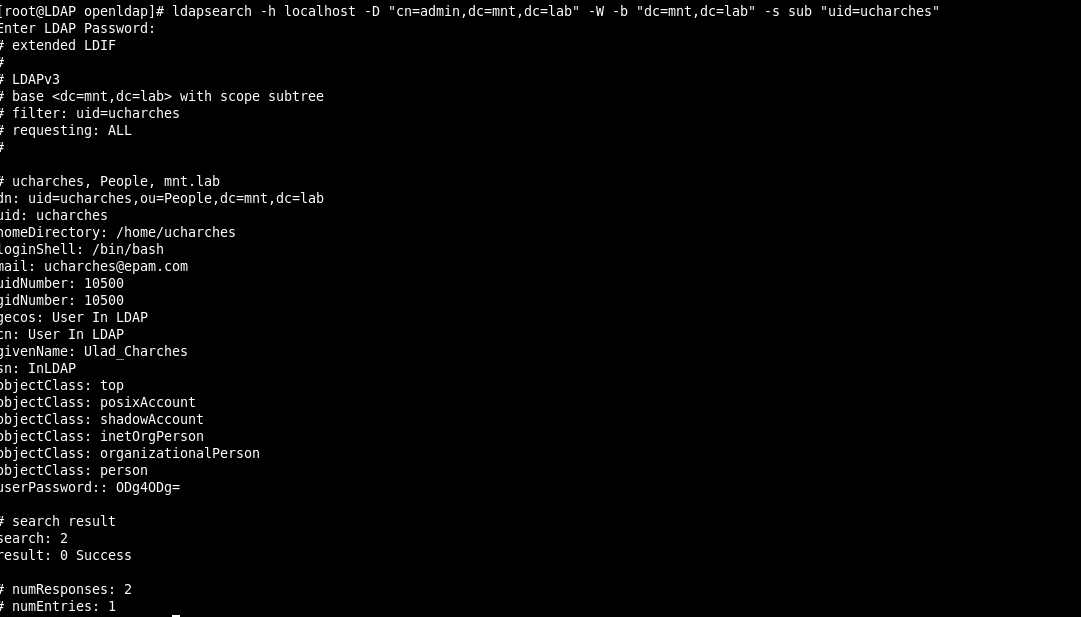 [root@LDAP openldap]# ldapsearch -h localhost -D "cn=admin,dc=mnt,dc=lab" -W -b "dc=mnt,dc=lab" -s sub "uid=ucharches"
Enter LDAP Password:
# extended LDIF
#
# LDAPv3
# base <dc=mnt,dc=lab> with scope subtree
# filter: uid=ucharches
# requesting: ALL
#
# ucharches, People, mnt.lab
dn: uid=ucharches,ou=People,dc=mnt,dc=lab
uid: ucharches
homeDirectory: /home/ucharches
loginShell: /bin/bash
mail: ucharches@epam.com
uidNumber: 10500
gidNumber: 10500
gecos: User In LDAP
cn: User In LDAP
givenName: Ulad_Charches
sn: InLDAP
objectClass: top
objectClass: posixAccount
objectClass: shadowAccount
objectClass: inetOrgPerson
objectClass: organizationalPerson
objectClass: person
userPassword:: ODg4ODg=
# search result
search: 2
result: 0 Success
# numResponses: 2
# numEntries: 1